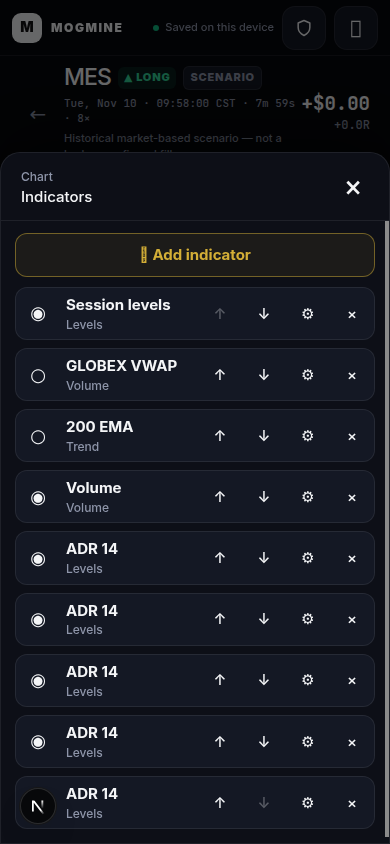 M MOGMINE
Saved on this device
MES ▲ LONG SCENARIO
Tue, Nov 10 · 09:58:00 CST · 7m 59s · 8×
+$0.00
+0.0R
Historical market-based scenario — not a
Chart
Indicators
×
Add indicator
Session levels
Levels
GLOBEX VWAP
Volume
200 EMA
Trend
Volume
Volume
ADR 14
Levels
ADR 14
Levels
ADR 14
Levels
ADR 14
Levels
ADR 14
Levels
N